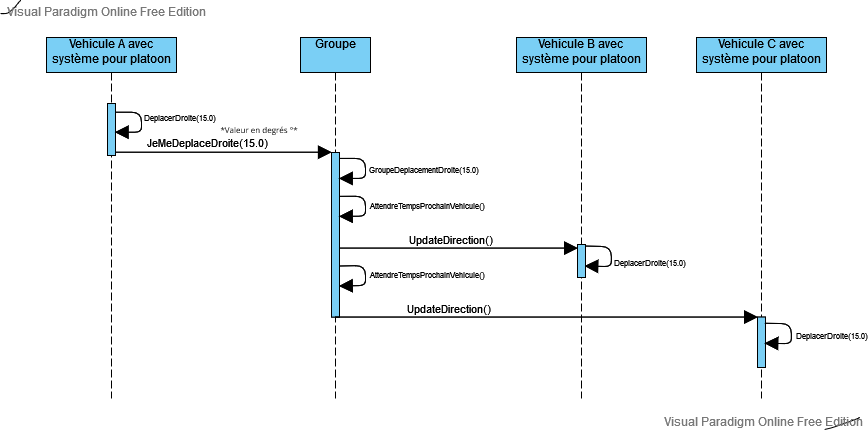 Visual Paradigm Online Free Edition
Vehicule A avec
système pour platoon
Groupe
Vehicule B avec
système pour platoon
Vehicule C avec
système pour platoon
DeplacerDroite(15.0)
*Valeur en degrés °*
JeMeDeplaceDroite(15.0)
GroupeDeplacementDroite(15.0)
AttendreTempsProchainVehicule()
UpdateDirection()
DeplacerDroite(15.0)
AttendreTempsProchainVehicule()
UpdateDirection()
DeplacerDroite(15.0)
Visual Paradigm Online Free Edition